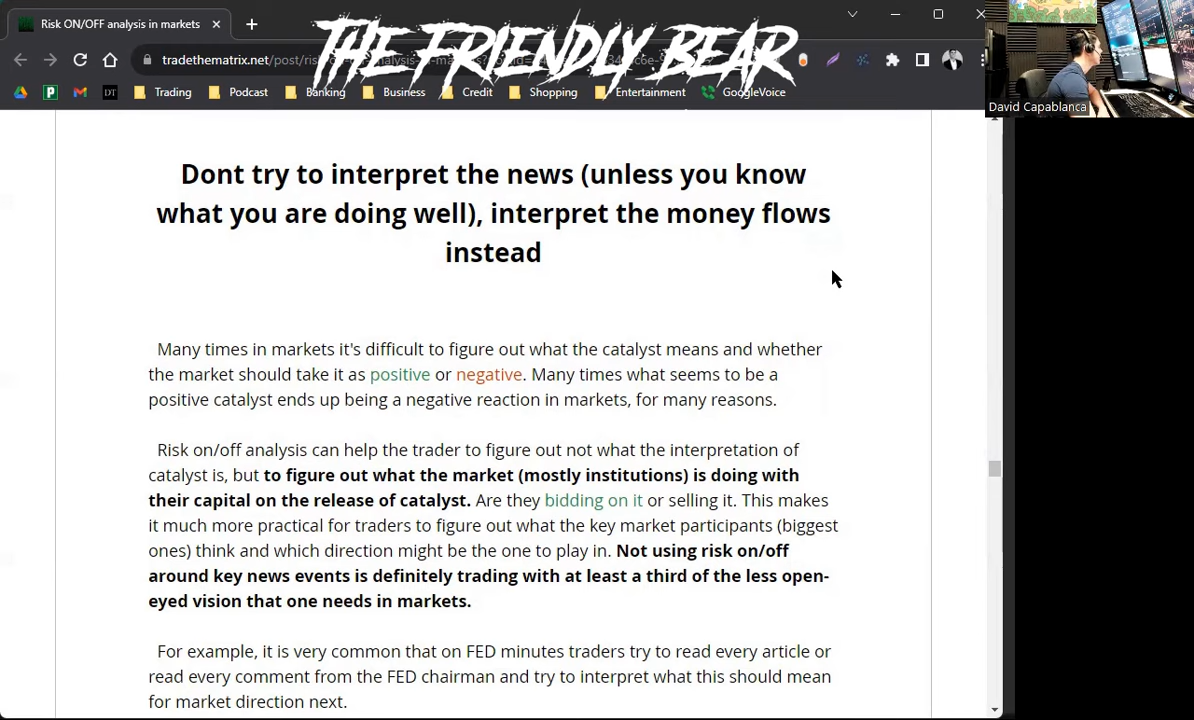 Risk ON/OFF analysis in markets
THE FRIENDLY BEAR
tradethematrix.net/post/
Trading
Podcast
Banking
Business
Credit
Shopping
Entertainment
GoogleVoice
David Capablanca
Dont try to interpret the news (unless you know
what you are doing well), interpret the money flows
instead
Many times in markets it's difficult to figure out what the catalyst means and whether
the market should take it as positive or negative. Many times what seems to be a
positive catalyst ends up being a negative reaction in markets, for many reasons.
Risk on/off analysis can help the trader to figure out not what the interpretation of
catalyst is, but to figure out what the market (mostly institutions) is doing with
their capital on the release of catalyst. Are they bidding on it or selling it. This makes
it much more practical for traders to figure out what the key market participants (biggest
ones) think and which direction might be the one to play in. Not using risk on/off
around key news events is definitely trading with at least a third of the less open-
eyed vision that one needs in markets.
For example, it is very common that on FED minutes traders try to read every article or
read every comment from the FED chairman and try to interpret what this should mean
for market direction next.